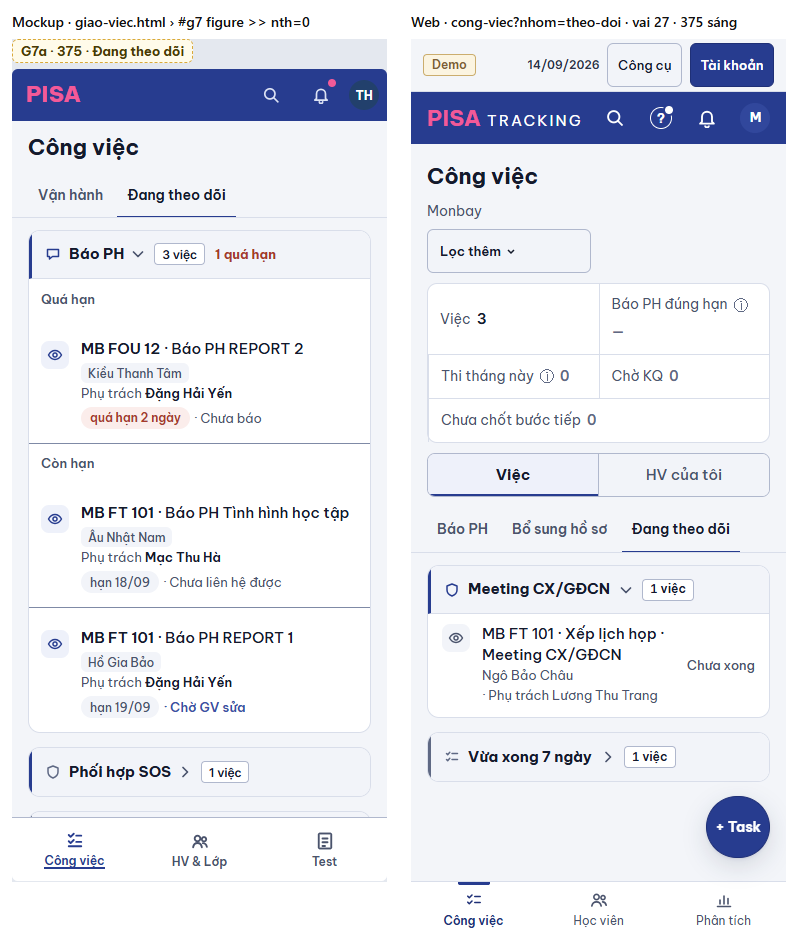 Mockup · giao-viec.html › #g7 figure >> nth=0
G7a · 375 · Đang theo dõi
PISA
TH
Công việc
Vận hành
Đang theo dõi
Báo PH
3 việc
1 quá hạn
Quá hạn
MB FOU 12 · Báo PH REPORT 2
Kiều Thanh Tâm
Phụ trách Đặng Hải Yến
quá hạn 2 ngày · Chưa báo
Còn hạn
MB FT 101 · Báo PH Tình hình học tập
Âu Nhật Nam
Phụ trách Mạc Thu Hà
hạn 18/09 · Chưa liên hệ được
MB FT 101 · Báo PH REPORT 1
Hồ Gia Bảo
Phụ trách Đặng Hải Yến
hạn 19/09 · Chờ GV sửa
Phối hợp SOS
1 việc
Công việc
HV & Lớp
Test
Web · cong-viec?nhom=theo-doi · vai 27 · 375 sáng
Demo
14/09/2026
Công cụ
Tài khoản
PISA TRACKING
?
M
Công việc
Monbay
Lọc thêm
Việc 3
Báo PH đúng hạn
–
Thi tháng này 0
Chờ KQ 0
Chưa chốt bước tiếp 0
Việc
HV của tôi
Báo PH
Bổ sung hồ sơ
Đang theo dõi
Meeting CX/GĐCN
1 việc
MB FT 101 · Xếp lịch họp ·
Meeting CX/GĐCN
Ngô Bảo Châu
· Phụ trách Lương Thu Trang
Chưa xong
Vừa xong 7 ngày
1 việc
+ Task
Công việc
Học viên
Phân tích